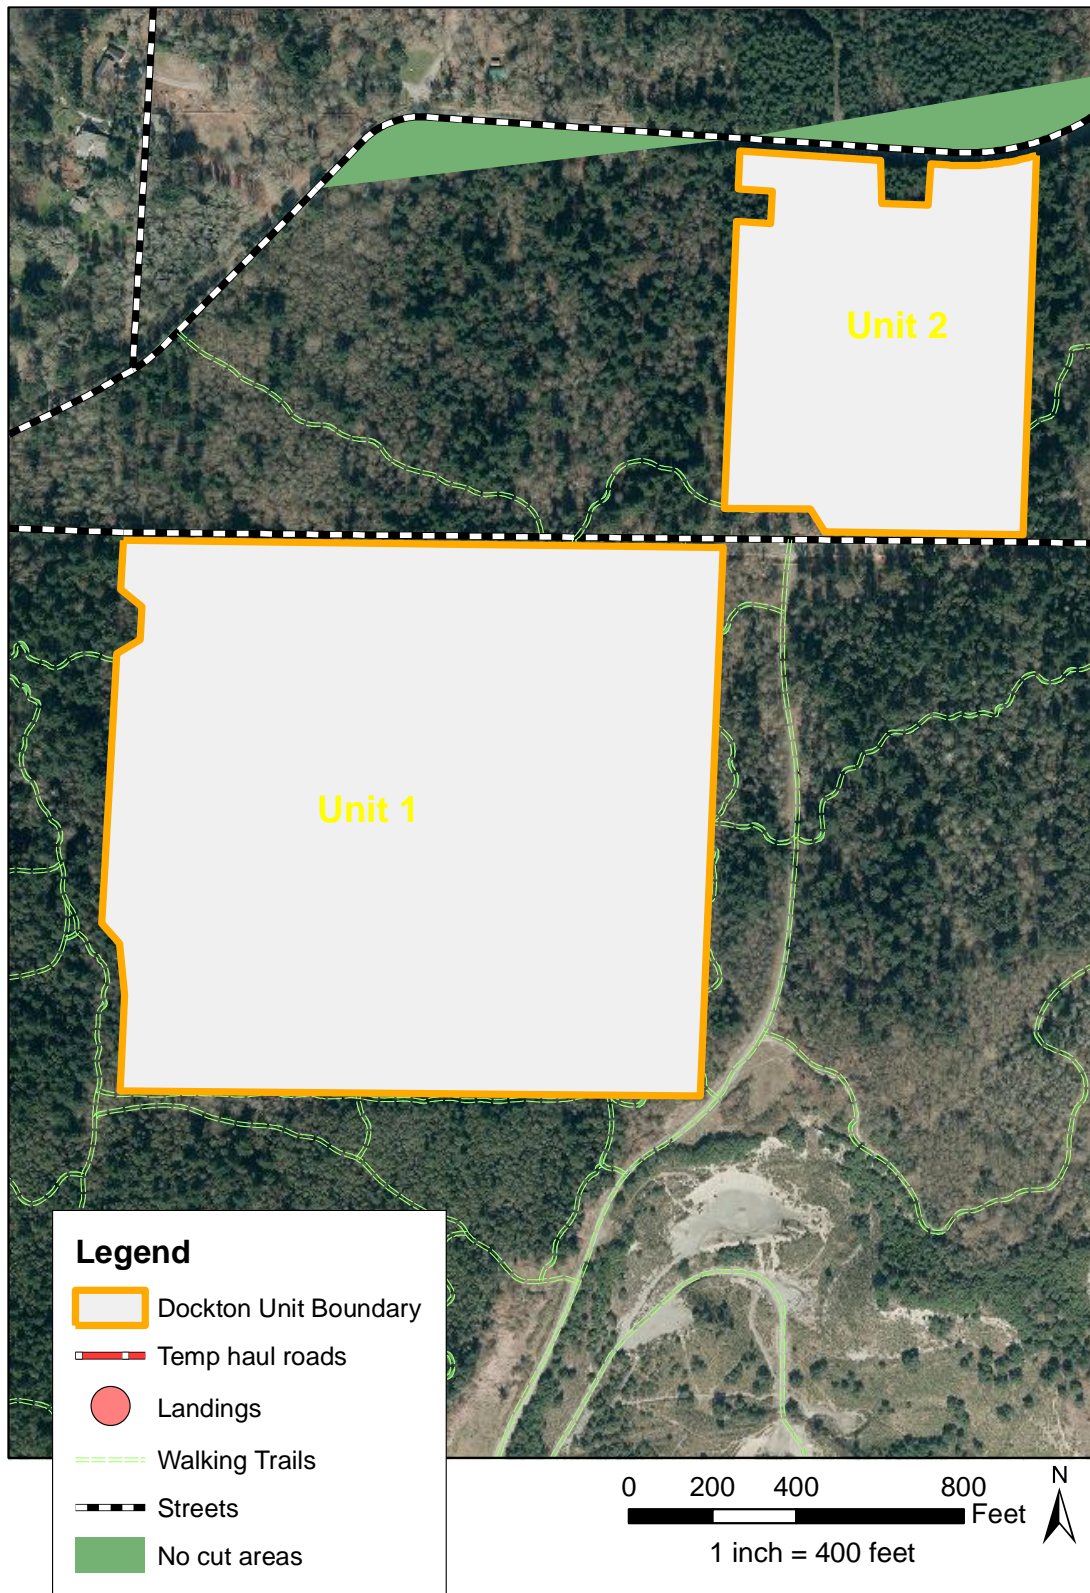 Unit 2
Unit 1
Legend
Dockton Unit Boundary
Temp haul roads
Landings
Walking Trails
Streets
No cut areas
0 200 400 800
Feet
1 inch = 400 feet
N